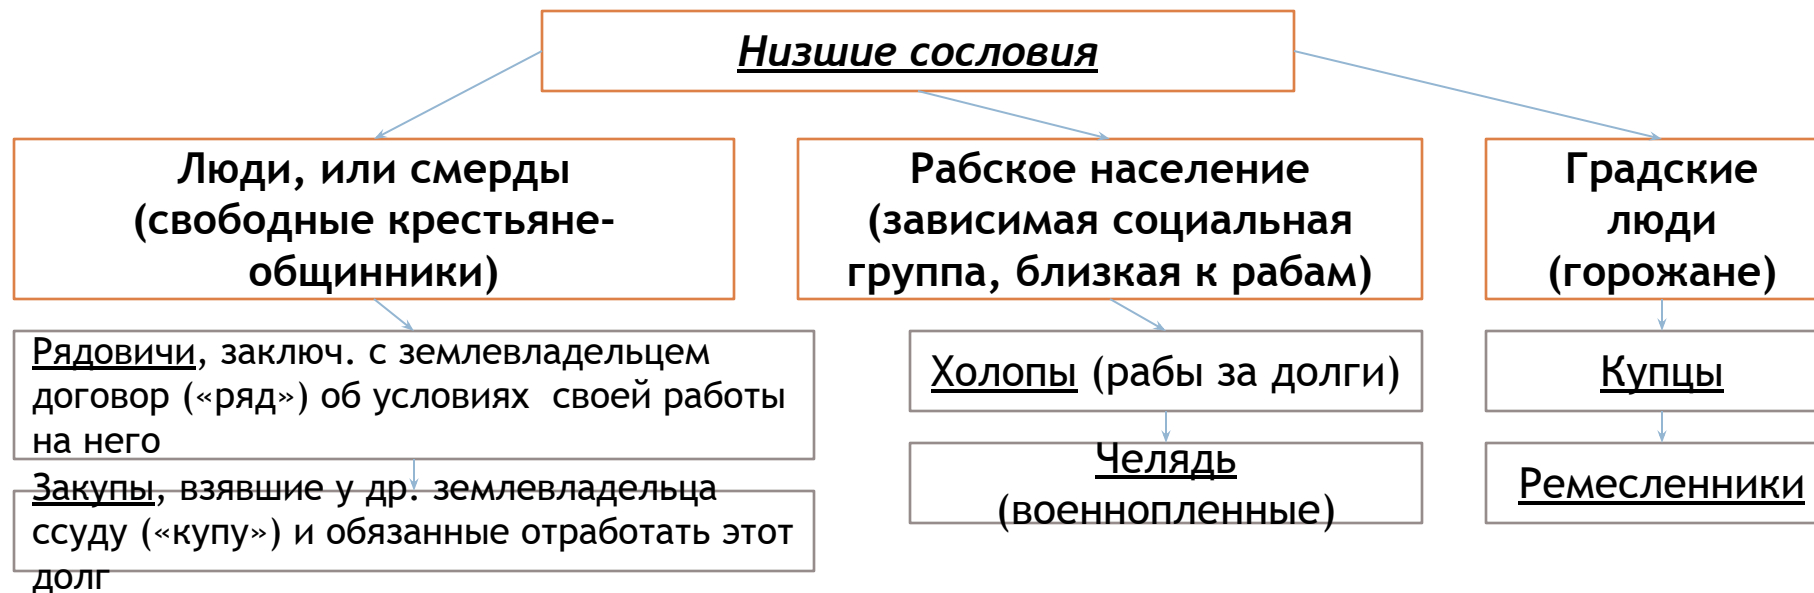 Низшие сословия
Люди, или смерды
(свободные крестьяне-
общинники)
Рабское население
(зависимая социальная
группа, близкая к рабам)
Градские
люди
(горожане)
Рядовичи, заключ. с землевладельцем
договор («ряд») об условиях своей работы
на него
Закупы, взявшие у др. землевладельца
ссуду («купу») и обязанные отработать этот
долг
Холопы (рабы за долги)
Челядь
(военнопленные)
Купцы
Ремесленники